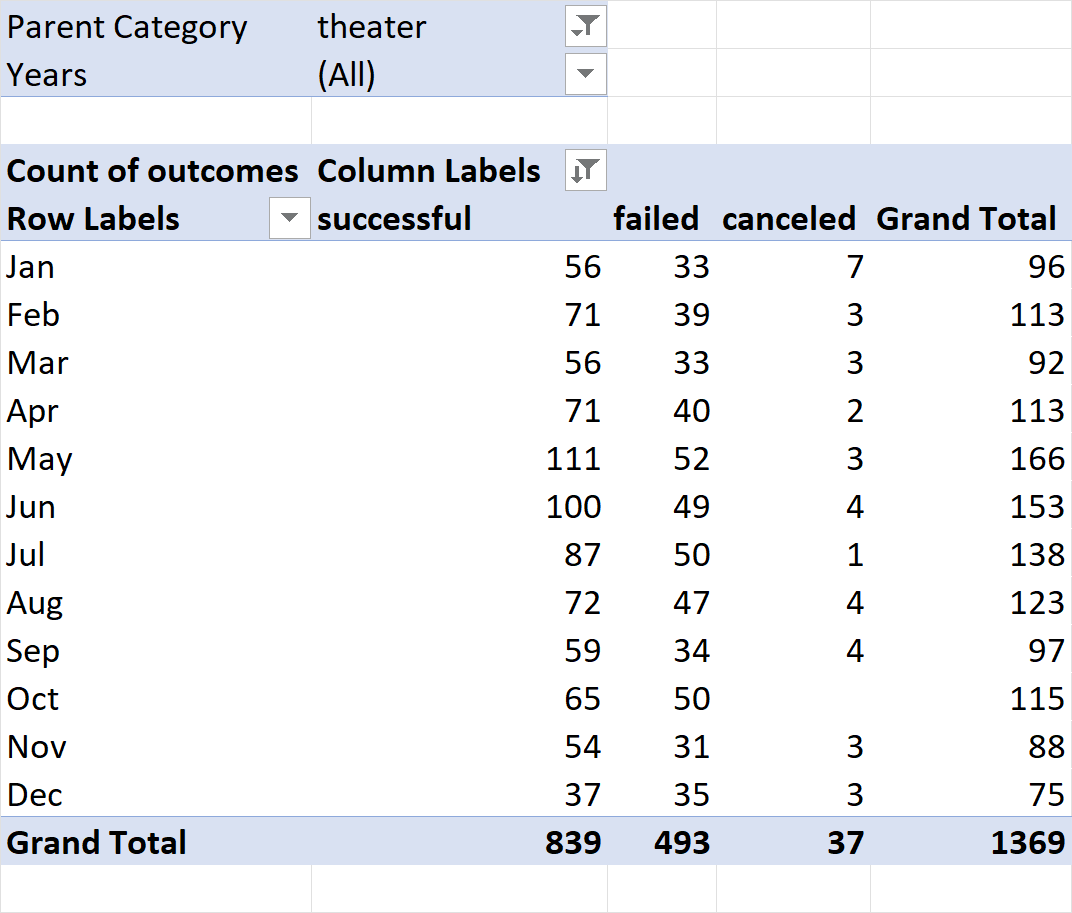 Parent Category theater
Years (All)
Count of outcomes Column Labels
Row Labels successful failed canceled Grand Total
Jan 56 33 7 96
Feb 71 39 3 113
Mar 56 33 3 92
Apr 71 40 2 113
May 111 52 3 166
Jun 100 49 4 153
Jul 87 50 1 138
Aug 72 47 4 123
Sep 59 34 4 97
Oct 65 50 115
Nov 54 31 3 88
Dec 37 35 3 75
Grand Total 839 493 37 1369